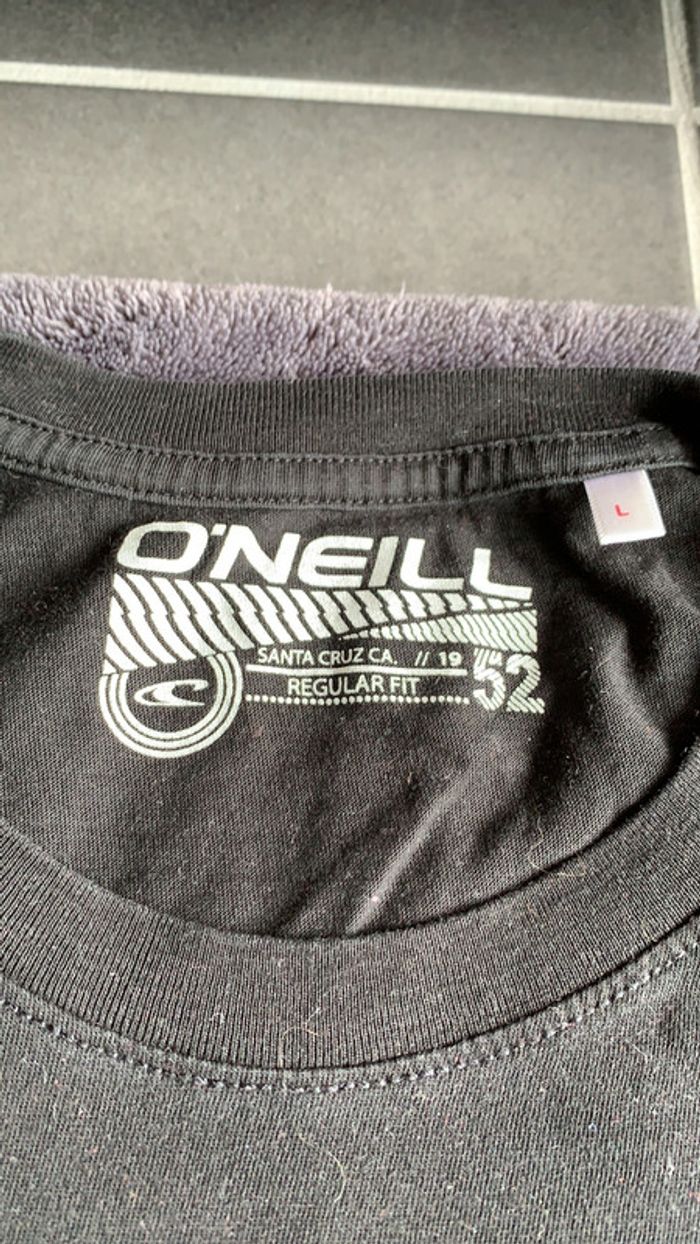 L
O'NEILL
SANTA CRUZ CA. // 19
52
REGULAR FIT